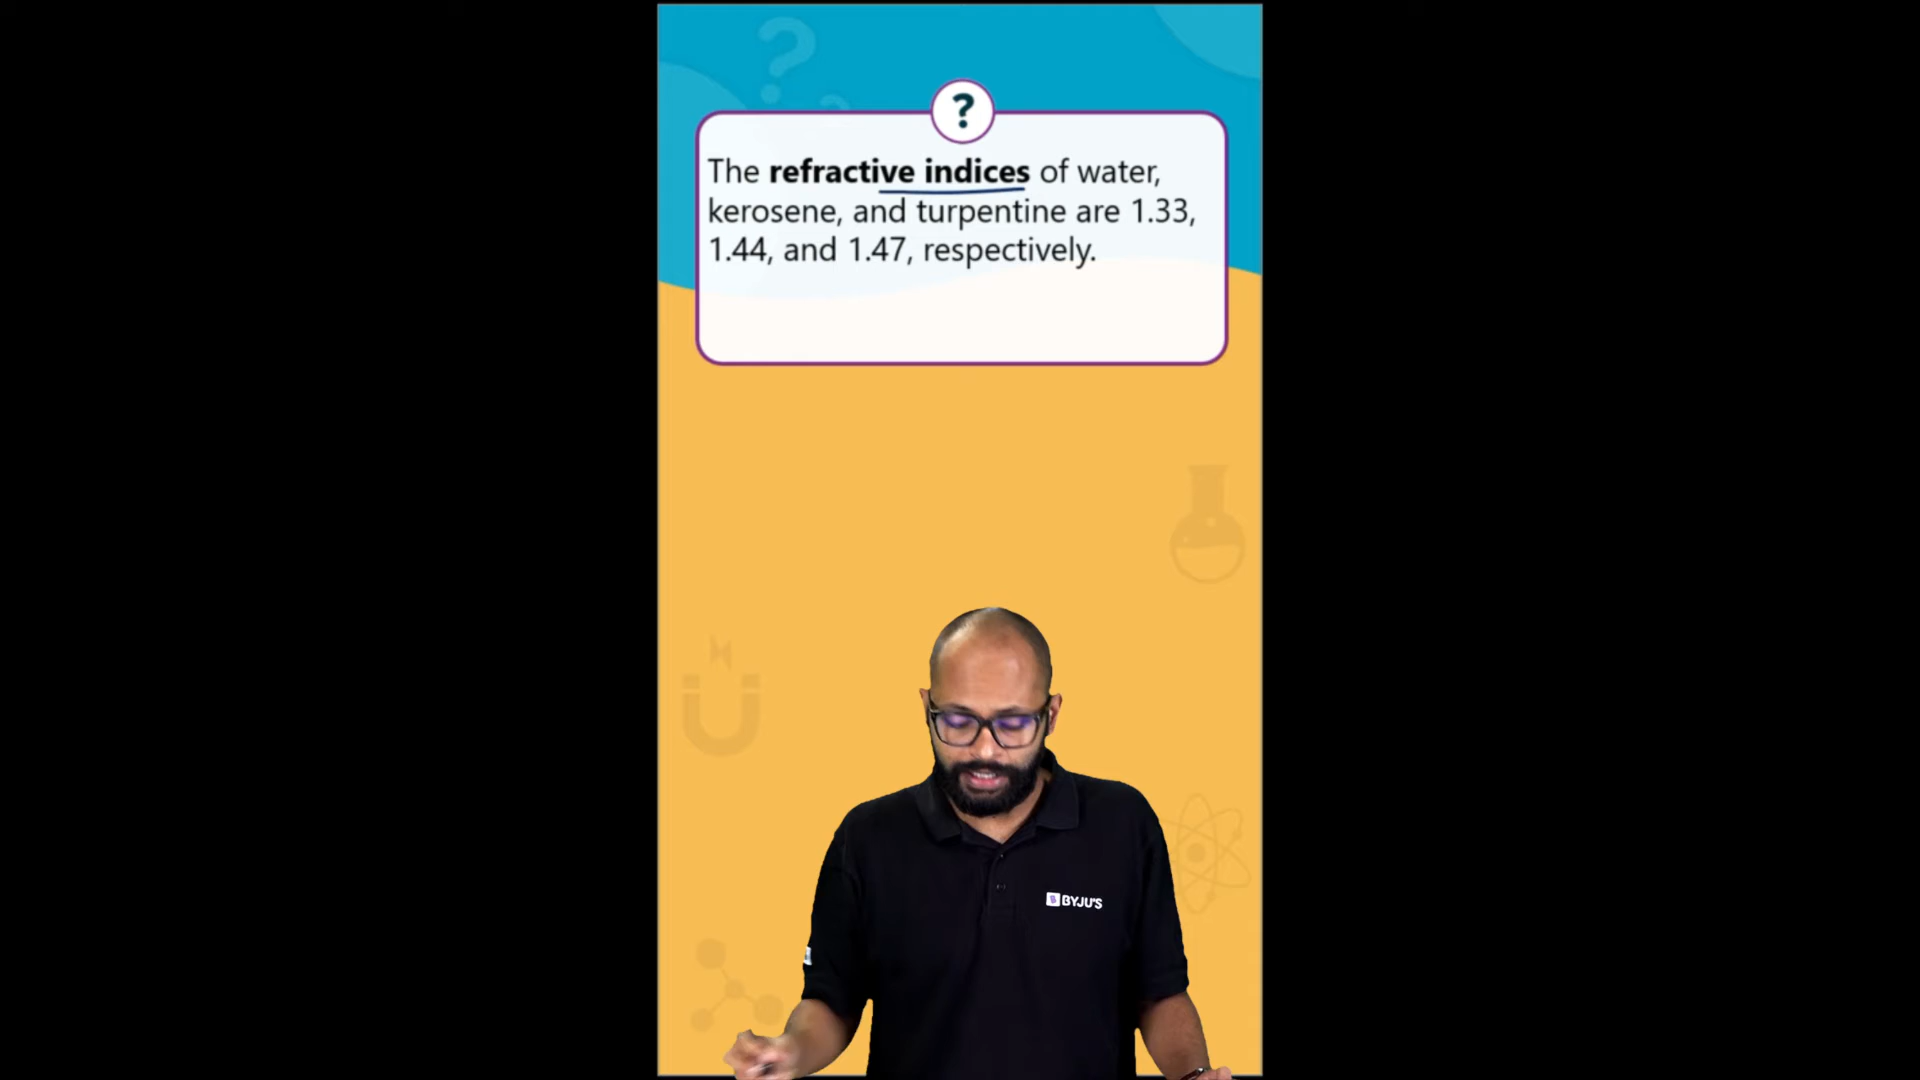 ?
The refractive indices of water,
kerosene, and turpentine are 1.33,
1.44, and 1.47, respectively.
BYJU'S